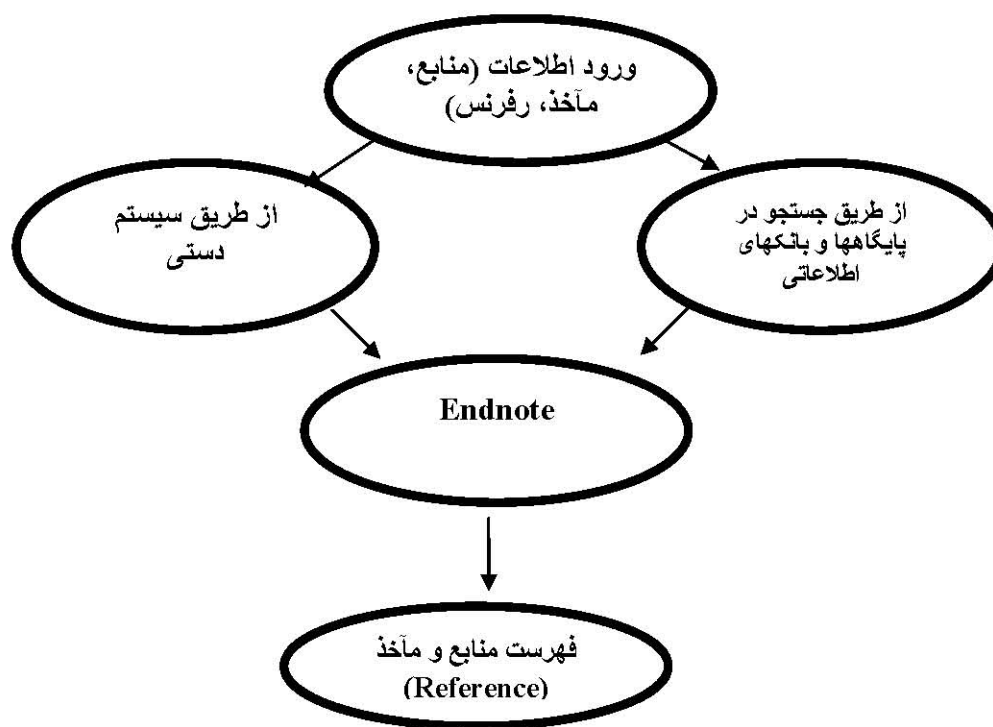 ورود اطلاعات (منابع،
مآخذ، رفرنس)
از طریق جستجو در
پایگاهها و بانکهای
اطلاعاتی
از طریق سیستم
دستی
Endnote
فهرست منابع و مآخذ
(Reference)